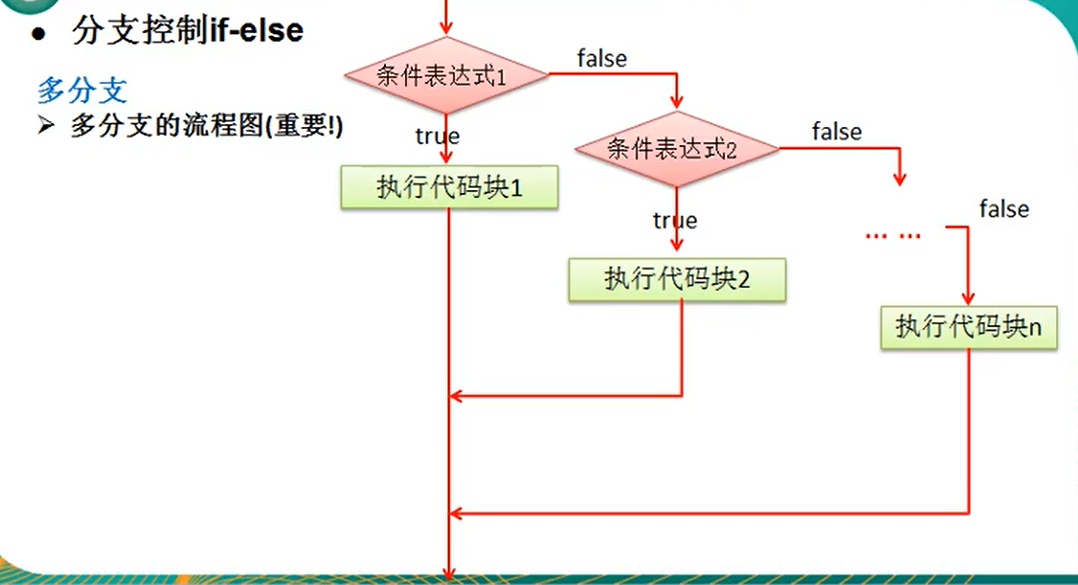 ● 分支控制if-else
多分支
➢ 多分支的流程图(重要!)
条件表达式1
false
true
执行代码块1
条件表达式2
false
true
执行代码块2
... ...
false
执行代码块n